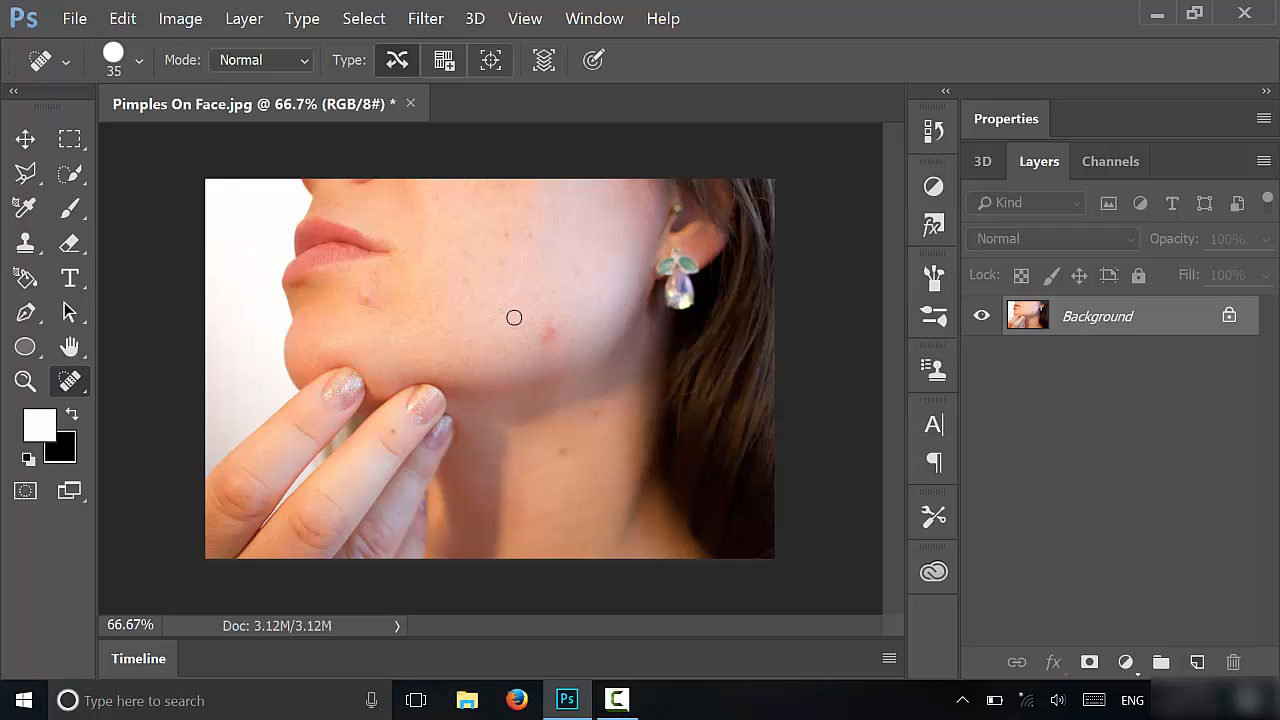 Ps File Edit Image Layer Type Select Filter 3D View Window Help
35 Mode: Normal Type:
Pimples On Face.jpg @ 66.7% (RGB/8#) * ×
Properties
3D Layers Channels
Kind
Normal Opacity: 100%
Lock: Fill: 100%
Background
66.67% Doc: 3.12M/3.12M
Timeline
Type here to search Ps ENG